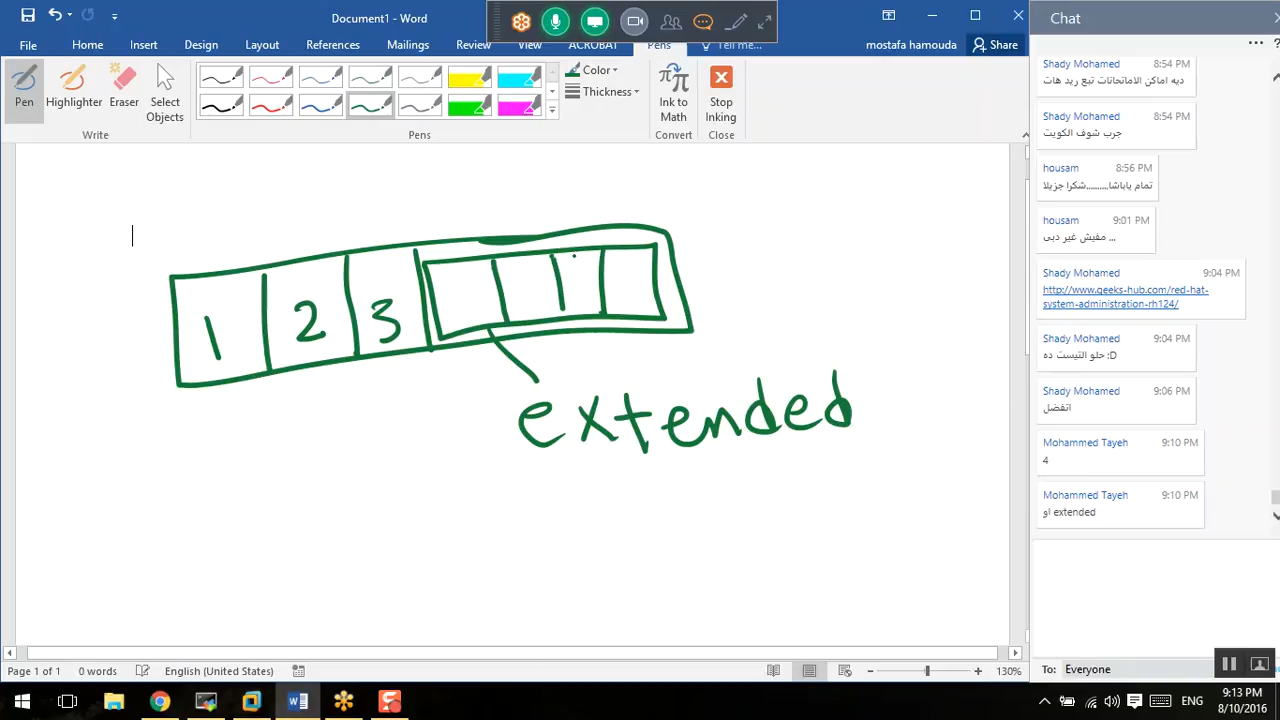 Document1 - Word
mostafa hamouda
Share
File
Home
Insert
Design
Layout
References
Mailings
Review
View
ACROBAT
Pens
Tell me...
Pen
Highlighter
Eraser
Select Objects
Color
Thickness
Ink to Math
Stop Inking
Write
Pens
Convert
Close
1
2
3
extended
Page 1 of 1
0 words
English (United States)
130%
Chat
Shady Mohamed 8:54 PM
ديه اماكن الامانحانات تبع ريد هات
Shady Mohamed 8:54 PM
جرب شوف الكويت
housam 8:56 PM
تمام ياباشا..........شكرا جزيلا
housam 9:01 PM
مفيش غير دبى ...
Shady Mohamed 9:04 PM
http://www.geeks-hub.com/red-hat-
system-administration-rh124/
Shady Mohamed 9:04 PM
حلو التيست ده :D
Shady Mohamed 9:06 PM
اتفضل
Mohammed Tayeh 9:10 PM
4
Mohammed Tayeh 9:10 PM
او extended
To: Everyone
ENG
9:13 PM
8/10/2016